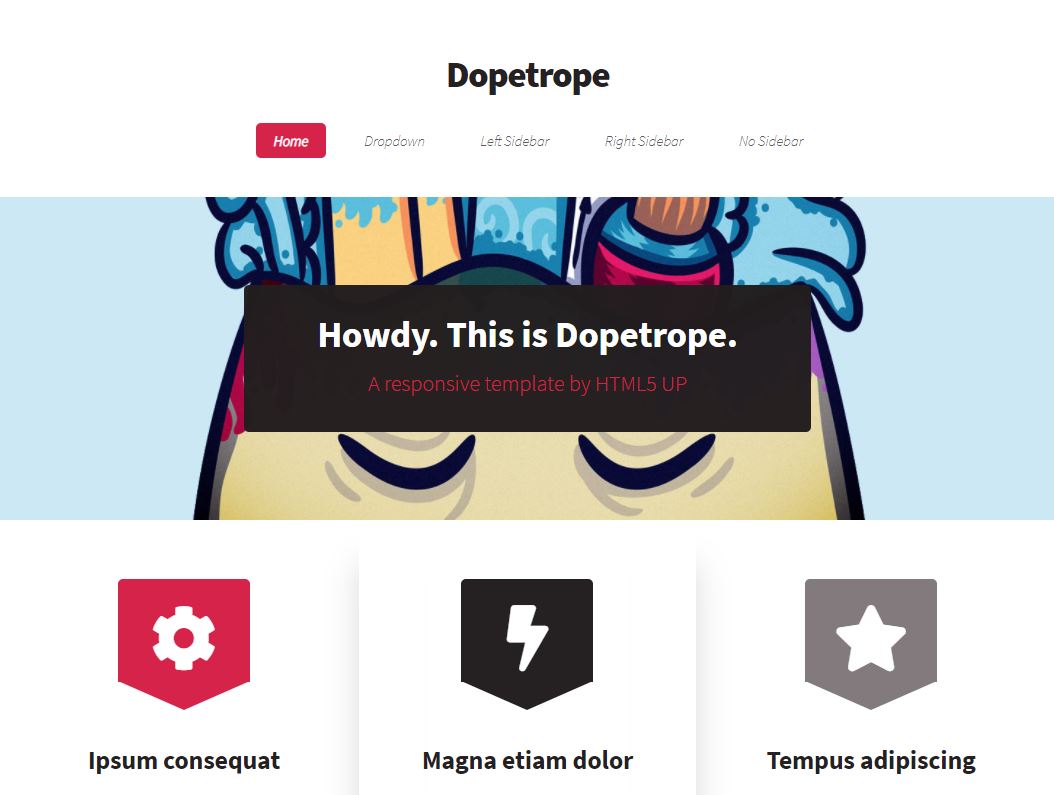 Dopetrope
Home Dropdown Left Sidebar Right Sidebar No Sidebar
Howdy. This is Dopetrope.
A responsive template by HTML5 UP
Ipsum consequat Magna etiam dolor Tempus adipiscing